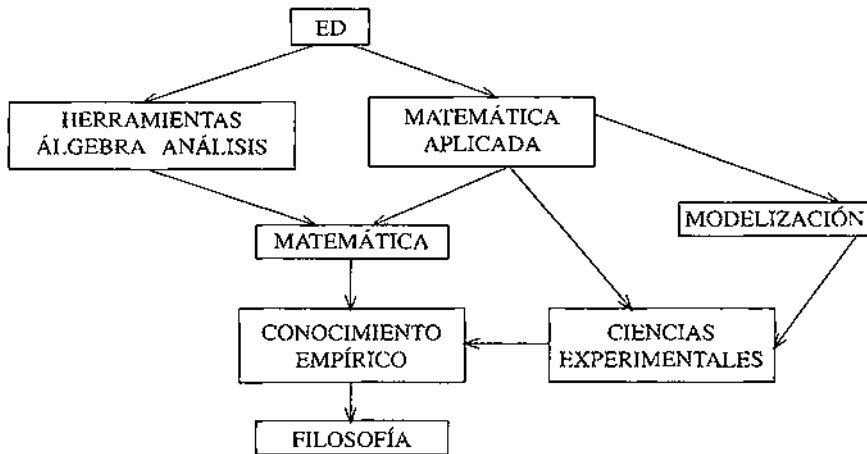 ED
HERRAMIENTAS
ÁLGEBRA ANÁLISIS
MATEMÁTICA
APLICADA
MODELIZACIÓN
MATEMÁTICA
CONOCIMIENTO
EMPÍRICO
CIENCIAS
EXPERIMENTALES
FILOSOFÍA